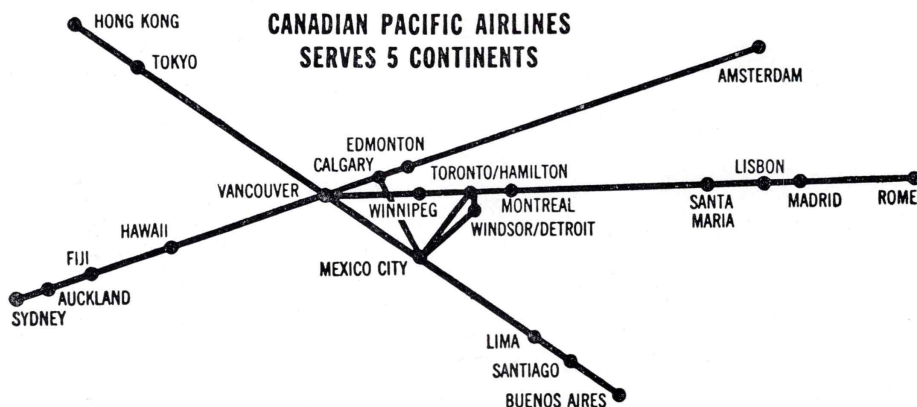 CANADIAN PACIFIC AIRLINES
SERVES 5 CONTINENTS
HONG KONG
TOKYO
AMSTERDAM
EDMONTON
CALGARY
TORONTO/HAMILTON
LISBON
VANCOUVER
WINNIPEG
MONTREAL
SANTA
MARIA
MADRID
ROME
WINDSOR/DETROIT
HAWAII
FIJI
MEXICO CITY
AUCKLAND
SYDNEY
LIMA
SANTIAGO
BUENOS AIRES